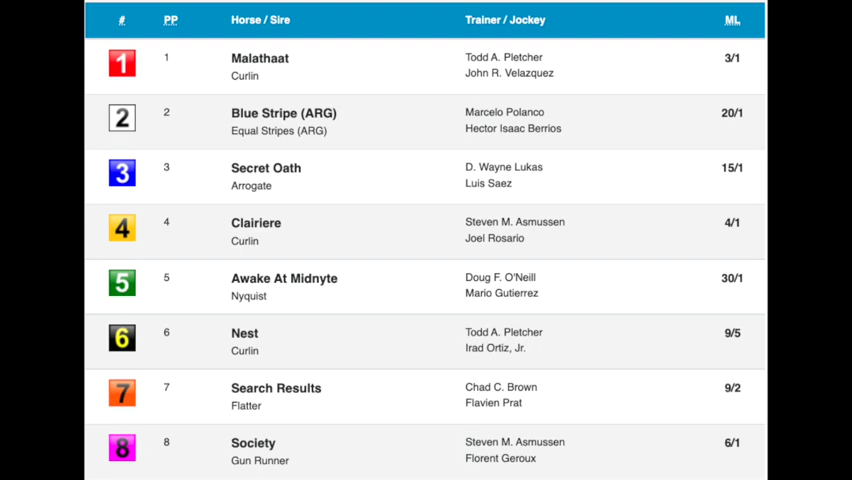 # PP Horse / Sire Trainer / Jockey ML
1 1 Malathaat Todd A. Pletcher 3/1
Curlin John R. Velazquez
2 2 Blue Stripe (ARG) Marcelo Polanco 20/1
Equal Stripes (ARG) Hector Isaac Berrios
3 3 Secret Oath D. Wayne Lukas 15/1
Arrogate Luis Saez
4 4 Clairiere Steven M. Asmussen 4/1
Curlin Joel Rosario
5 5 Awake At Midnyte Doug F. O'Neill 30/1
Nyquist Mario Gutierrez
6 6 Nest Todd A. Pletcher 9/5
Curlin Irad Ortiz, Jr.
7 7 Search Results Chad C. Brown 9/2
Flatter Flavien Prat
8 8 Society Steven M. Asmussen 6/1
Gun Runner Florent Geroux